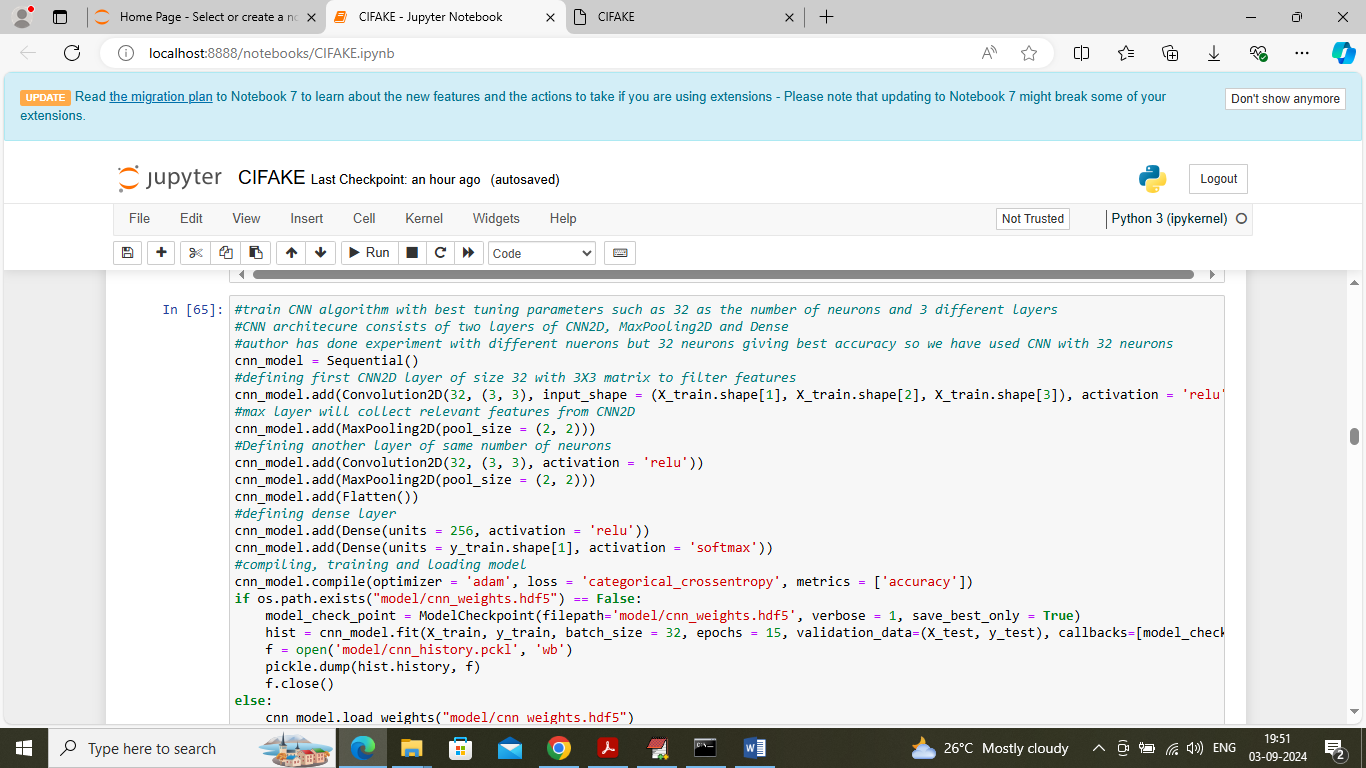 Home Page - Select or create a no
CIFAKE - Jupyter Notebook
CIFAKE
localhost:8888/notebooks/CIFAKE.ipynb
UPDATE Read the migration plan to Notebook 7 to learn about the new features and the actions to take if you are using extensions - Please note that updating to Notebook 7 might break some of your
extensions.
Don't show anymore
jupyter CIFAKE Last Checkpoint: an hour ago (autosaved)
Logout
File Edit View Insert Cell Kernel Widgets Help
Not Trusted
Python 3 (ipykernel)
Run
Code
In [65]:
#train CNN algorithm with best tuning parameters such as 32 as the number of neurons and 3 different layers
#CNN architecure consists of two layers of CNN2D, MaxPooling2D and Dense
#author has done experiment with different nuerons but 32 neurons giving best accuracy so we have used CNN with 32 neurons
cnn_model = Sequential()
#defining first CNN2D layer of size 32 with 3X3 matrix to filter features
cnn_model.add(Convolution2D(32, (3, 3), input_shape = (X_train.shape[1], X_train.shape[2], X_train.shape[3]), activation = 'relu'
#max layer will collect relevant features from CNN2D
cnn_model.add(MaxPooling2D(pool_size = (2, 2)))
#Defining another layer of same number of neurons
cnn_model.add(Convolution2D(32, (3, 3), activation = 'relu'))
cnn_model.add(MaxPooling2D(pool_size = (2, 2)))
cnn_model.add(Flatten())
#defining dense layer
cnn_model.add(Dense(units = 256, activation = 'relu'))
cnn_model.add(Dense(units = y_train.shape[1], activation = 'softmax'))
#compiling, training and loading model
cnn_model.compile(optimizer = 'adam', loss = 'categorical_crossentropy', metrics = ['accuracy'])
if os.path.exists("model/cnn_weights.hdf5") == False:
    model_check_point = ModelCheckpoint(filepath='model/cnn_weights.hdf5', verbose = 1, save_best_only = True)
    hist = cnn_model.fit(X_train, y_train, batch_size = 32, epochs = 15, validation_data=(X_test, y_test), callbacks=[model_check
    f = open('model/cnn_history.pckl', 'wb')
    pickle.dump(hist.history, f)
    f.close()
else:
    cnn_model.load_weights("model/cnn_weights.hdf5")
Type here to search
26°C Mostly cloudy
ENG
19:51
03-09-2024
2